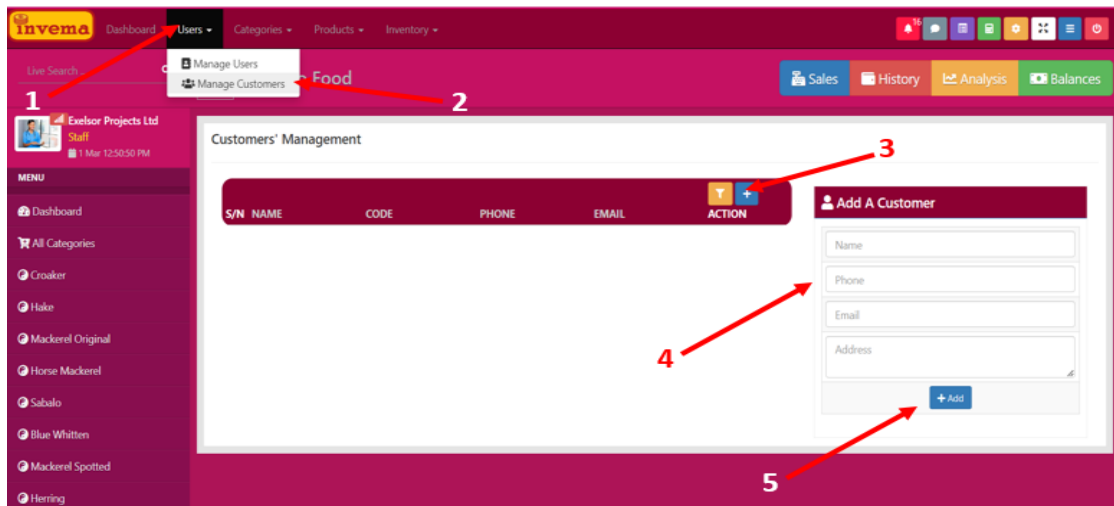 invema Dashboard Users Categories Products Inventory 16
Live Search...
Manage Users
Manage Customers
Food
Sales History Analysis Balances
1
2
Exelsor Projects Ltd
Staff
1 Mar 12:50:50 PM
Customers' Management
3
MENU
S/N NAME CODE PHONE EMAIL ACTION
Add A Customer
Dashboard
All Categories
Croaker
Hake
Mackerel Original
Horse Mackerel
Sabalo
Blue Whitten
Mackerel Spotted
Herring
Name
Phone
Email
Address
4
+ Add
5